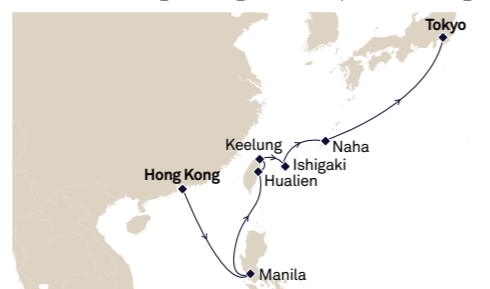 Tokyo
Keelung
Naha
Ishigaki
Hong Kong
Hualien
Manila